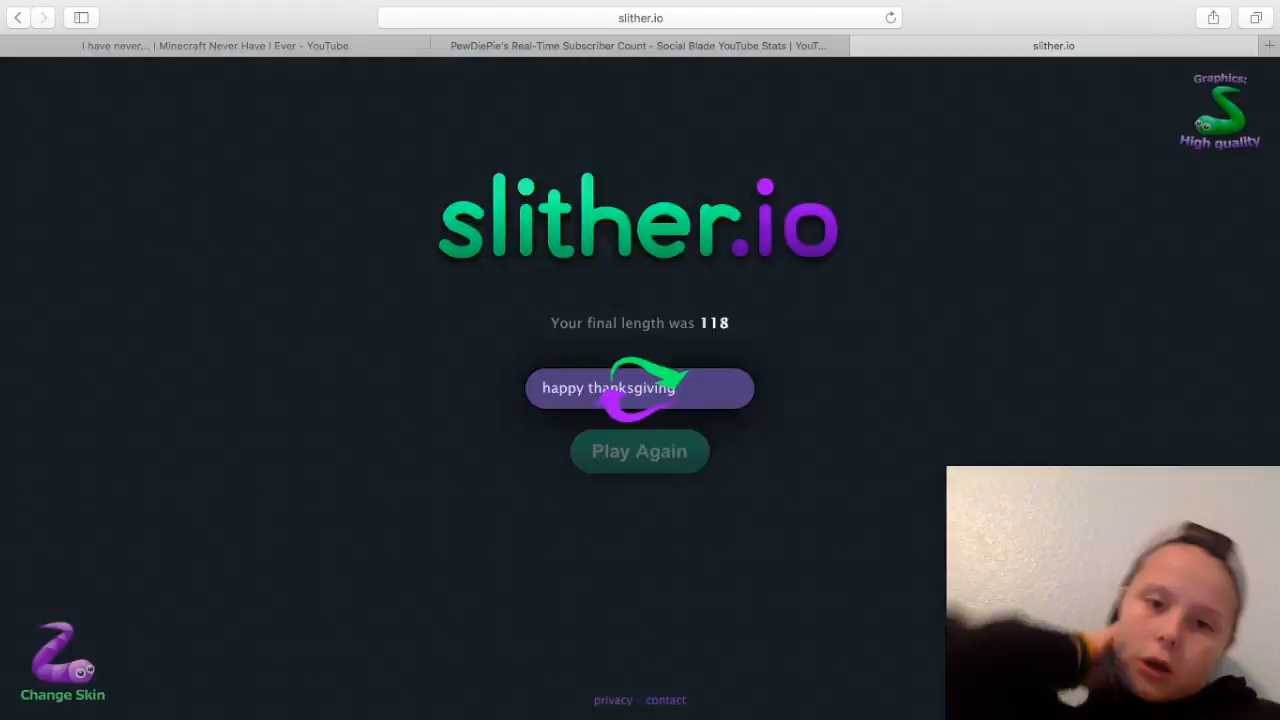 slither.io
I have never... | Minecraft Never Have I Ever - YouTube
PewDiePie's Real-Time Subscriber Count - Social Blade YouTube Stats | YouT...
slither.io
Graphics:
High quality
slither.io
Your final length was 118
happy thanksgiving
Play Again
Change Skin
privacy - contact